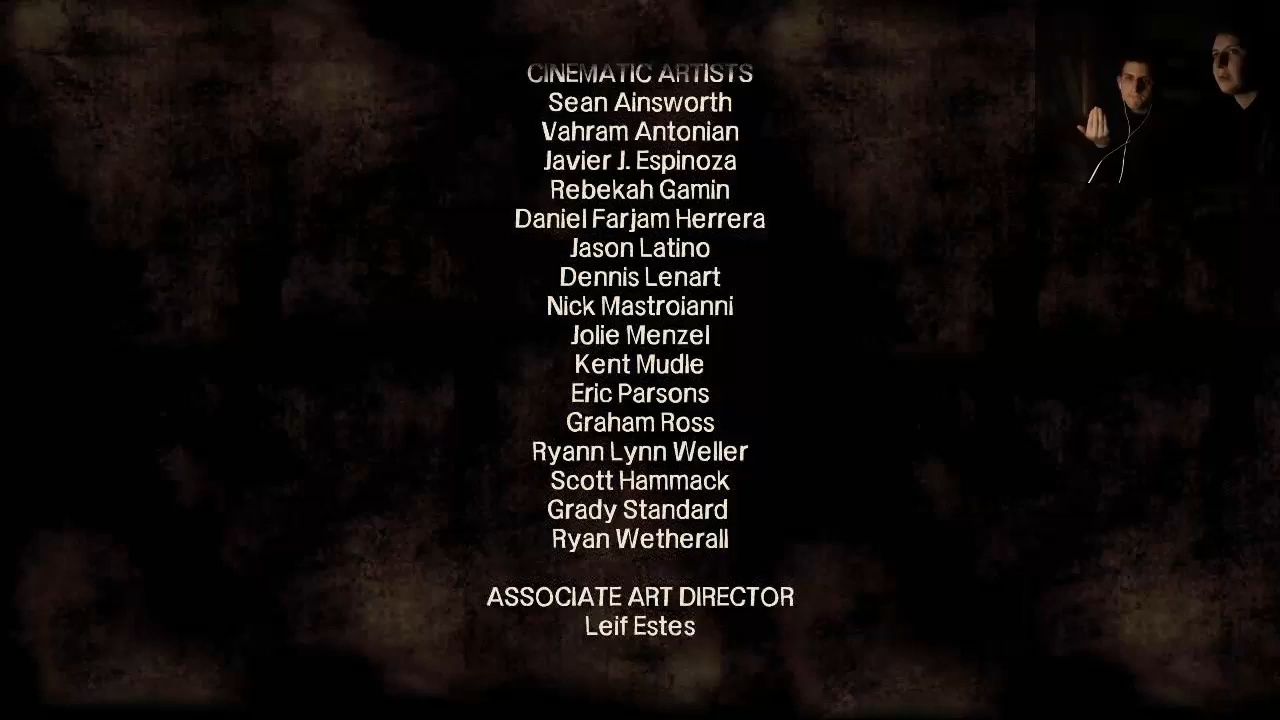 CINEMATIC ARTISTS
Sean Ainsworth
Vahram Antonian
Javier J. Espinoza
Rebekah Gamin
Daniel Farjam Herrera
Jason Latino
Dennis Lenart
Nick Mastroianni
Jolie Menzel
Kent Mudle
Eric Parsons
Graham Ross
Ryann Lynn Weller
Scott Hammack
Grady Standard
Ryan Wetherall
ASSOCIATE ART DIRECTOR
Leif Estes